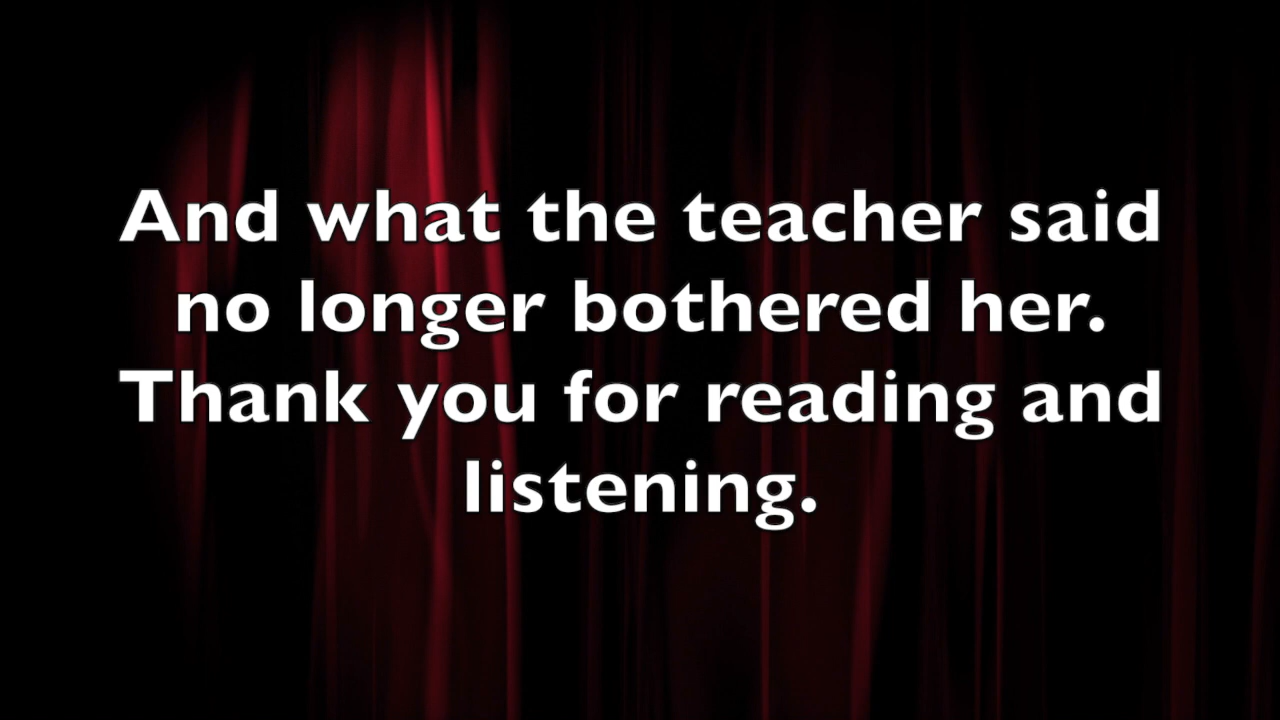 And what the teacher said
no longer bothered her.
Thank you for reading and
listening.